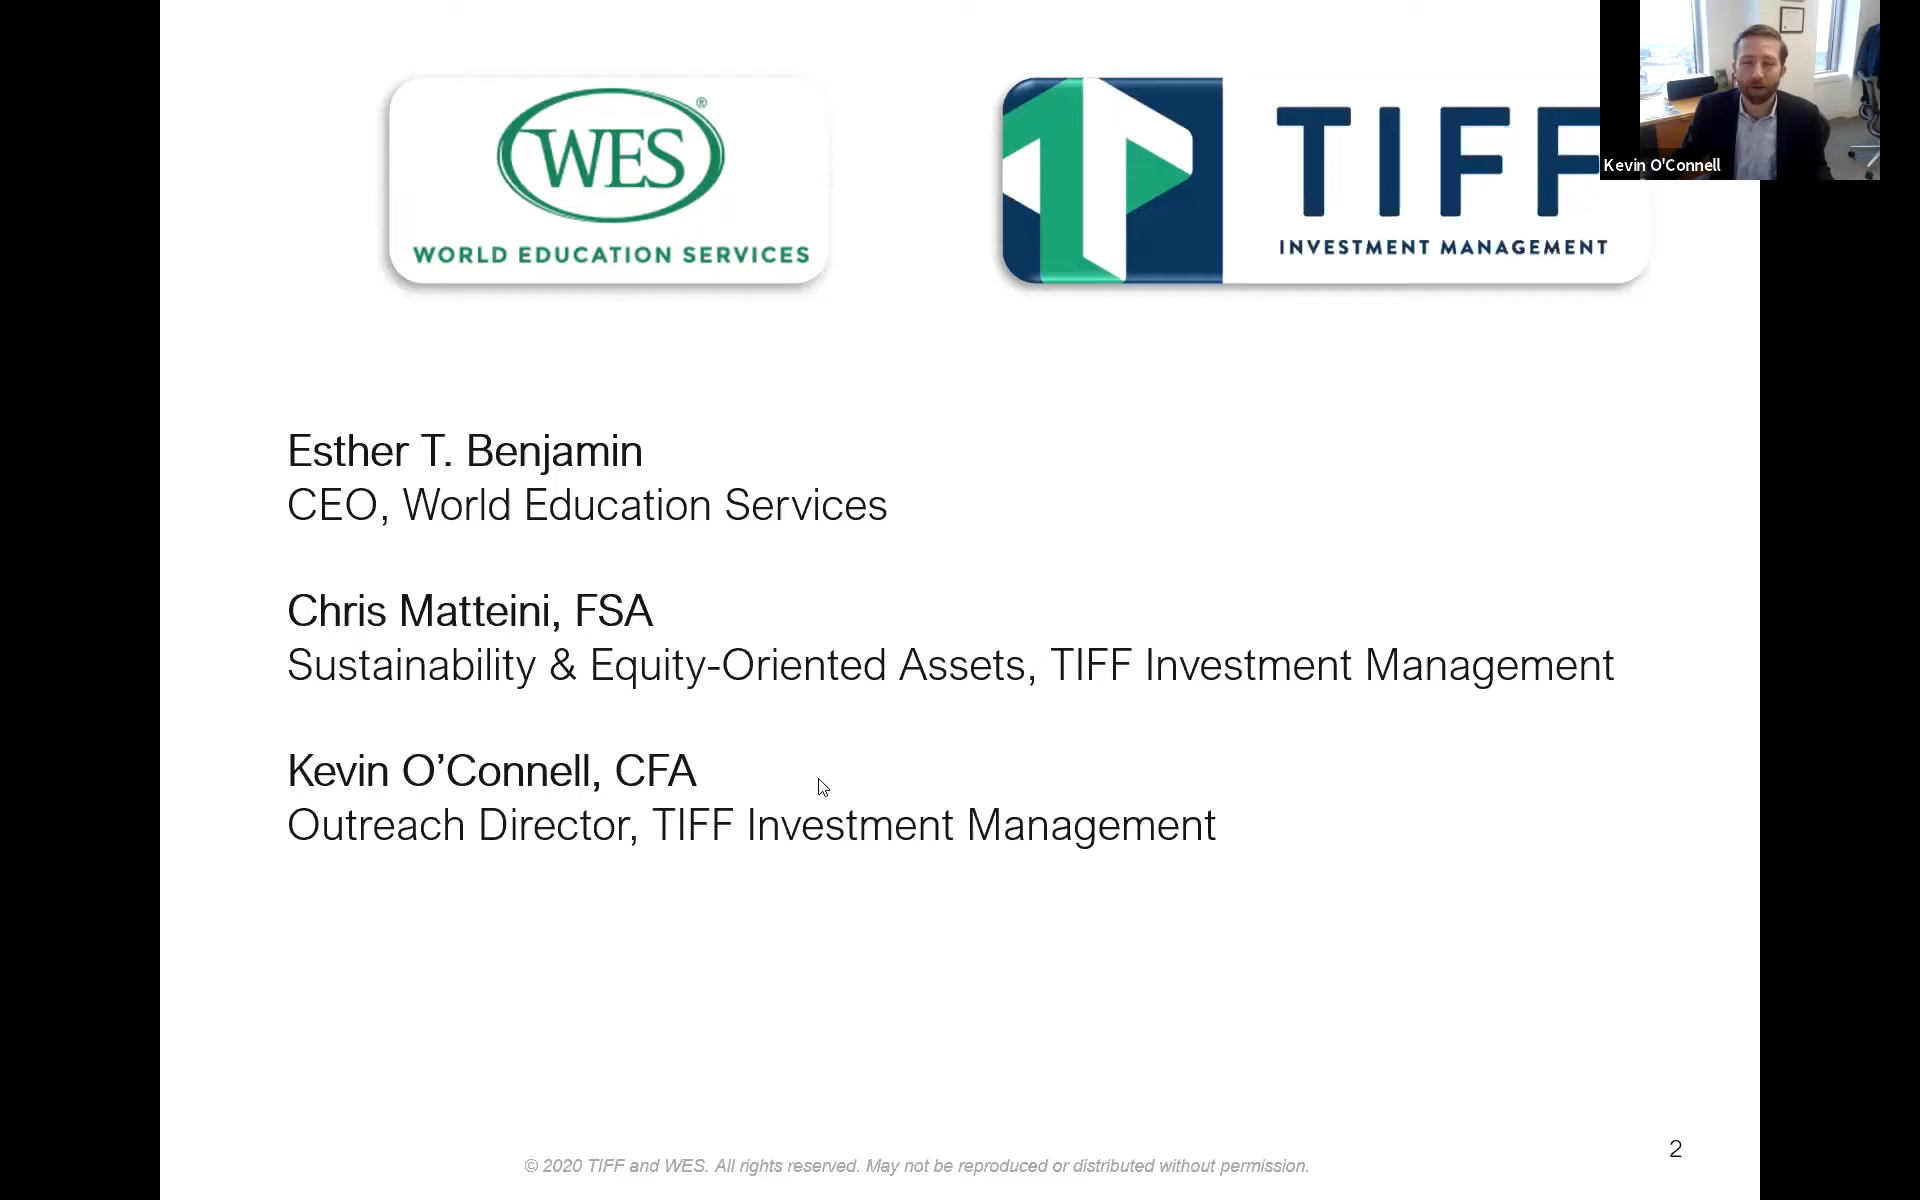 WES®
WORLD EDUCATION SERVICES
TIFF
INVESTMENT MANAGEMENT
Kevin O'Connell
Esther T. Benjamin
CEO, World Education Services
Chris Matteini, FSA
Sustainability & Equity-Oriented Assets, TIFF Investment Management
Kevin O’Connell, CFA
Outreach Director, TIFF Investment Management
© 2020 TIFF and WES. All rights reserved. May not be reproduced or distributed without permission.
2